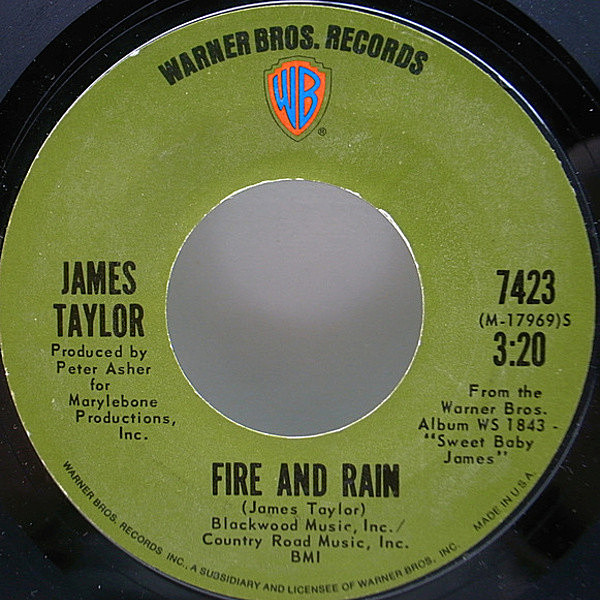 WARNER BROS. RECORDS
WB
®
JAMES
TAYLOR
Produced by
Peter Asher
for
Marylebone
Productions,
Inc.
7423
(M-17969)S
3:20
From the
Warner Bros.
Album WS 1843 -
"Sweet Baby
James"
FIRE AND RAIN
(James Taylor)
Blackwood Music, Inc./
Country Road Music, Inc.
BMI
WARNER BROS. RECORDS INC., A SUBSIDIARY AND LICENSEE OF WARNER BROS. INC.
MADE IN U.S.A.